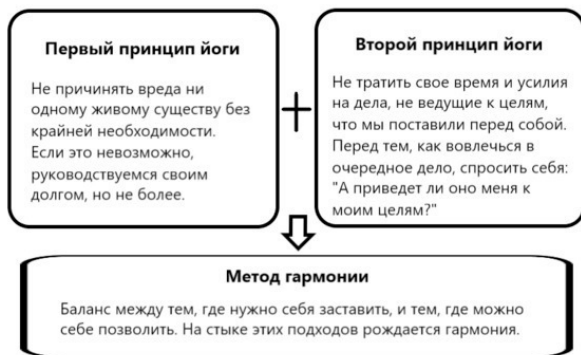 Первый принцип йоги
Не причинять вреда ни
одному живому существу без
крайней необходимости.
Если это невозможно,
руководствуемся своим
долгом, но не более.
Второй принцип йоги
Не тратить свое время и усилия
на дела, не ведущие к целям,
что мы поставили перед собой.
Перед тем, как вовлечься в
очередное дело, спросить себя:
"А приведет ли оно меня к
моим целям?"
Метод гармонии
Баланс между тем, где нужно себя заставить, и тем, где можно
себе позволить. На стыке этих подходов рождается гармония.